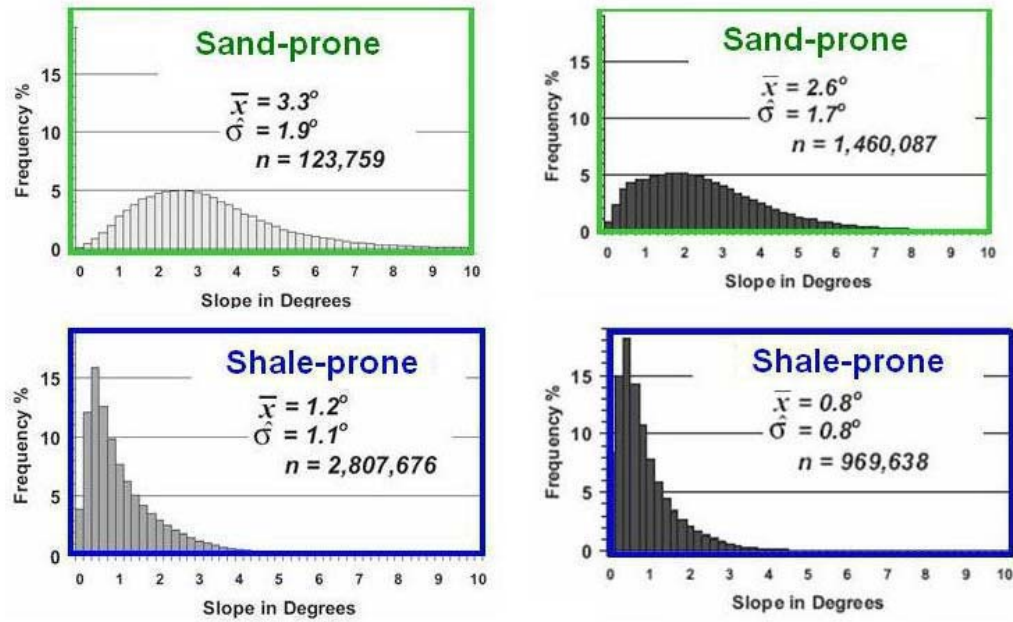 Sand-prone
Frequency %
15
10
5
0
x̄ = 3.3°
σ̂ = 1.9°
n = 123,759
0 1 2 3 4 5 6 7 8 9 10
Slope in Degrees
Sand-prone
Frequency %
15
10
5
0
x̄ = 2.6°
σ̂ = 1.7°
n = 1,460,087
0 1 2 3 4 5 6 7 8 9 10
Slope in Degrees
Shale-prone
Frequency %
15
10
5
0
x̄ = 1.2°
σ̂ = 1.1°
n = 2,807,676
0 1 2 3 4 5 6 7 8 9 10
Slope in Degrees
Shale-prone
Frequency %
15
10
5
0
x̄ = 0.8°
σ̂ = 0.8°
n = 969,638
0 1 2 3 4 5 6 7 8 9 10
Slope in Degrees